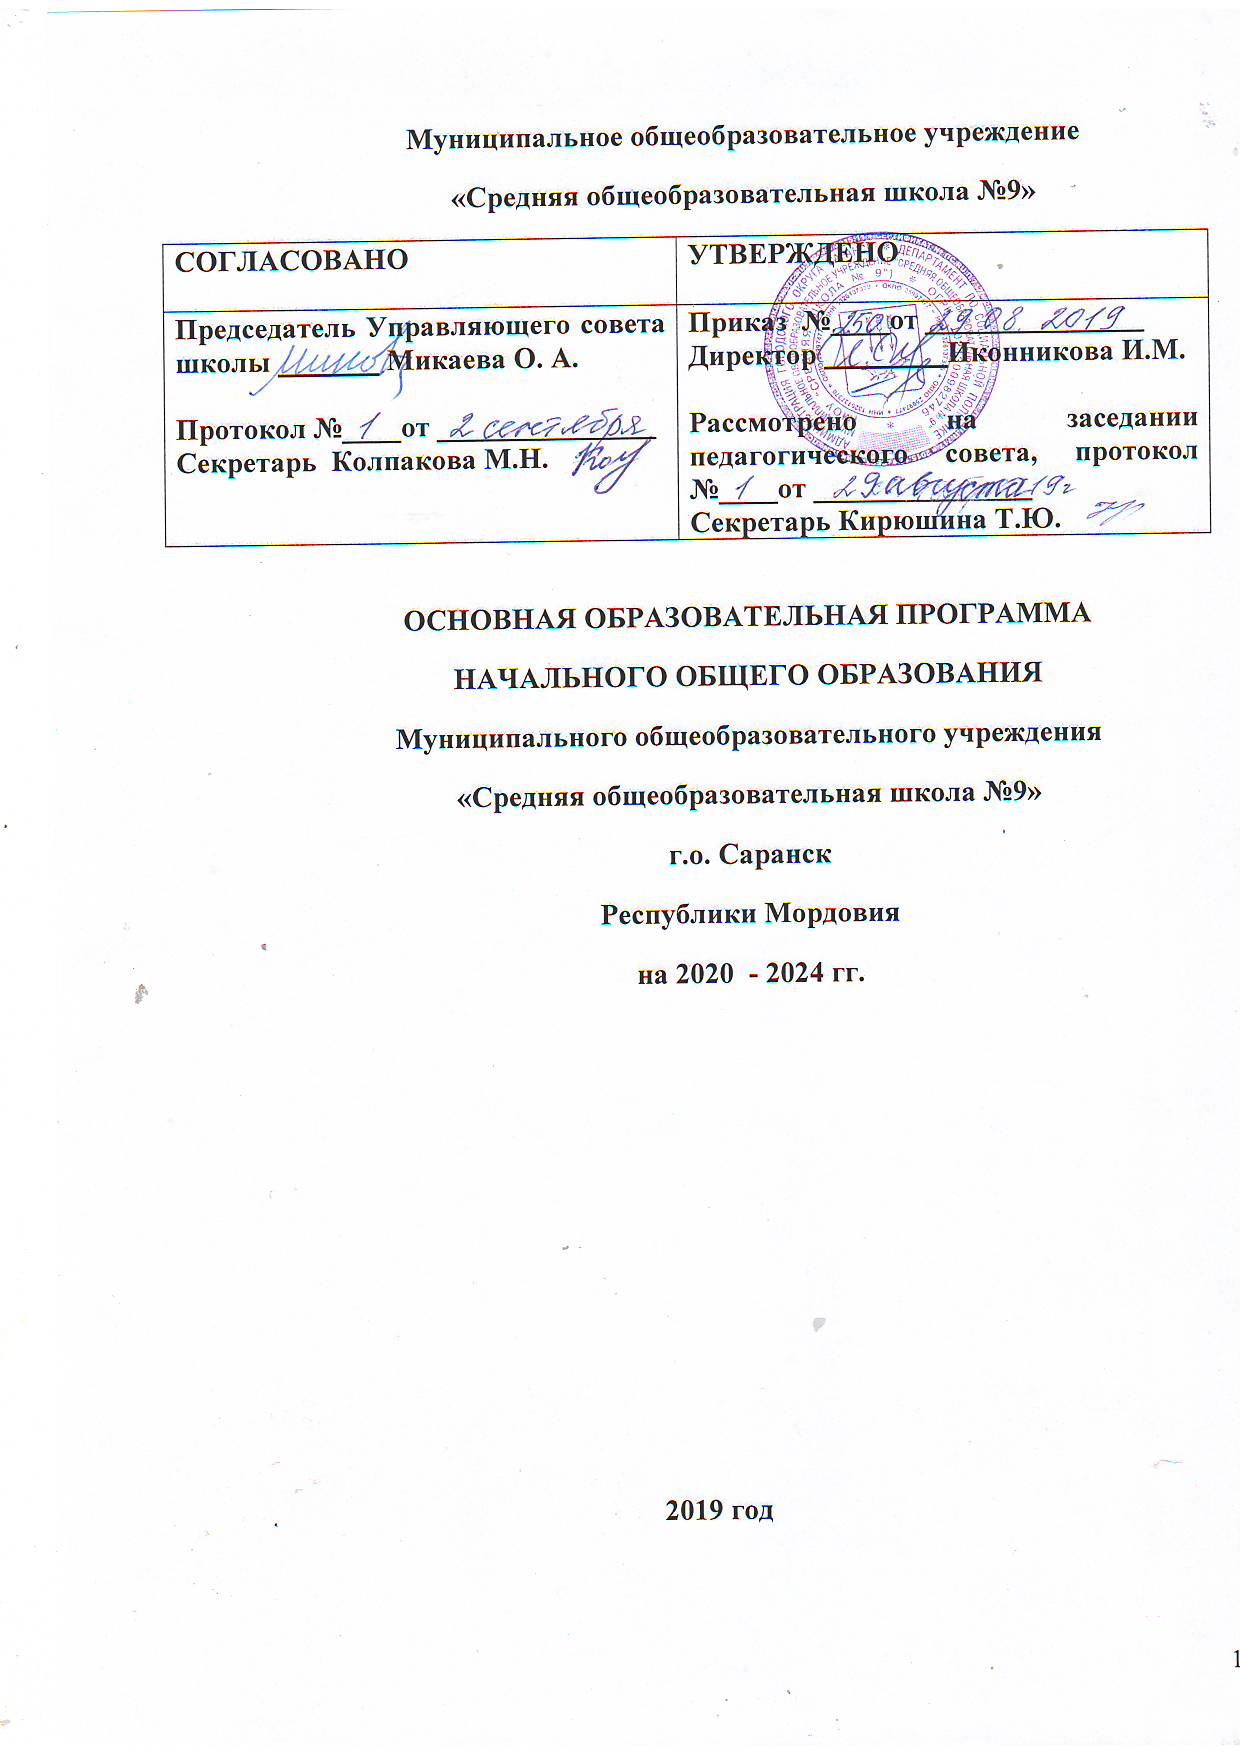 Муниципальное общеобразовательное учреждение
«Средняя общеобразовательная школа №9»
СОГЛАСОВАНО
Председатель Управляющего совета
школы Микаева О. А.
Протокол № 1 от 2 сентября
Секретарь Колпакова М.Н.
УТВЕРЖДЕНО
Приказ № от 29.08.2019
Директор Иконникова И.М.
Рассмотрено на заседании
педагогического совета, протокол
№ 1 от 29 августа 19г
Секретарь Кирюшина Т.Ю.
ОСНОВНАЯ ОБРАЗОВАТЕЛЬНАЯ ПРОГРАММА
НАЧАЛЬНОГО ОБЩЕГО ОБРАЗОВАНИЯ
Муниципального общеобразовательного учреждения
«Средняя общеобразовательная школа №9»
г.о. Саранск
Республики Мордовия
на 2020 - 2024 гг.
2019 год
1